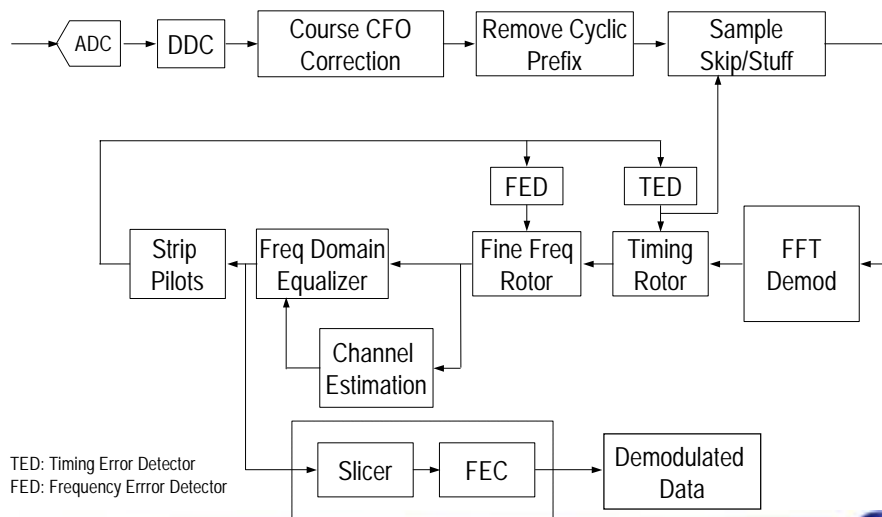 ADC
DDC
Course CFO
Correction
Remove Cyclic
Prefix
Sample
Skip/Stuff
FED
TED
Strip
Pilots
Freq Domain
Equalizer
Fine Freq
Rotor
Timing
Rotor
FFT
Demod
Channel
Estimation
TED: Timing Error Detector
FED: Frequency Errror Detector
Slicer
FEC
Demodulated
Data